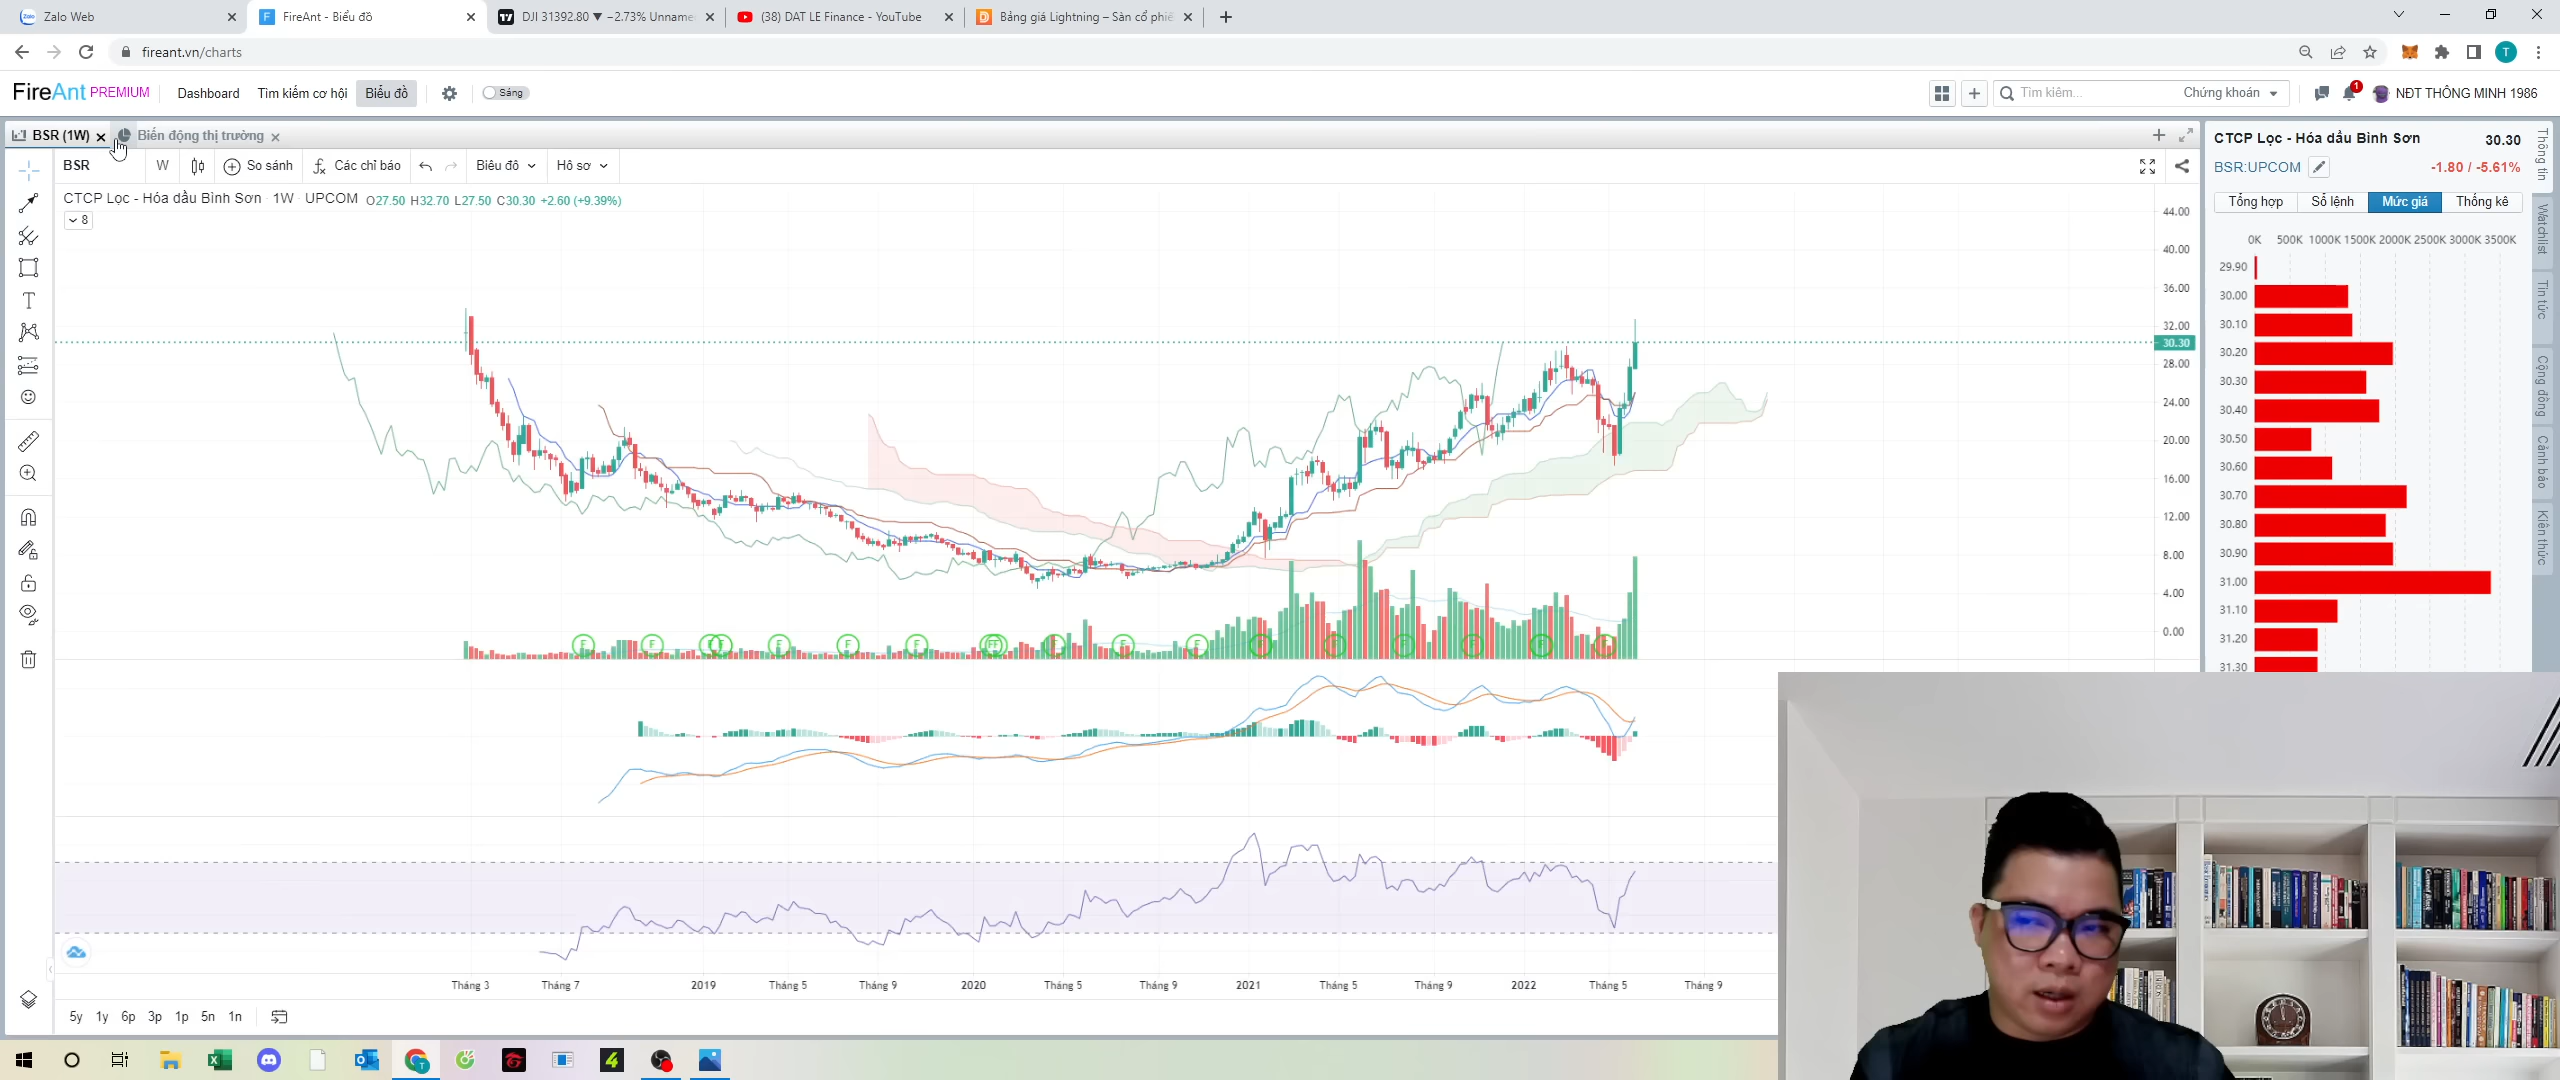 Zalo Web
FireAnt - Biểu đồ
DJI 31392.80 ▼ −2.73% Unname
(38) DAT LE Finance - YouTube
Bảng giá Lightning – Sàn cổ phiế
fireant.vn/charts
FireAnt PREMIUM
Dashboard
Tìm kiếm cơ hội
Biểu đồ
Sáng
Tìm kiếm...
Chứng khoán
1
NĐT THÔNG MINH 1986
BSR (1W)
Biến động thị trường
BSR
W
So sánh
Các chỉ báo
Biểu đồ
Hồ sơ
CTCP Lọc - Hóa dầu Bình Sơn 1W UPCOM O27.50 H32.70 L27.50 C30.30 +2.60 (+9.39%)
8
44.00
40.00
36.00
32.00
30.30
28.00
24.00
20.00
16.00
12.00
8.00
4.00
0.00
F F F F F F F F F F F F F F F F
Tháng 3
Tháng 7
2019
Tháng 5
Tháng 9
2020
Tháng 5
Tháng 9
2021
Tháng 5
Tháng 9
2022
Tháng 5
Tháng 9
5y 1y 6p 3p 1p 5n 1n
CTCP Lọc - Hóa dầu Bình Sơn 30.30
BSR:UPCOM -1.80 / -5.61%
Tổng hợp
Sổ lệnh
Mức giá
Thống kê
0K 500K 1000K 1500K 2000K 2500K 3000K 3500K
29.90
30.00
30.10
30.20
30.30
30.40
30.50
30.60
30.70
30.80
30.90
31.00
31.10
31.20
31.30
Thông tin
Watchlist
Tin tức
Cộng đồng
Cảnh báo
Kiến thức